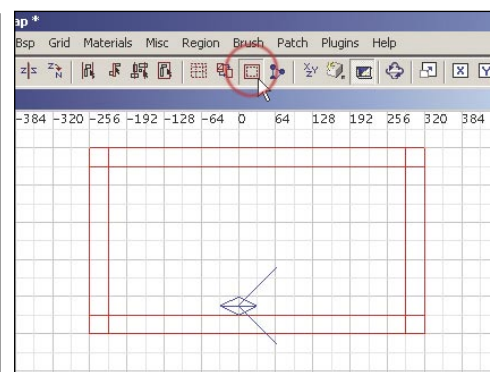 ap *
Bsp Grid Materials Misc Region Brush Patch Plugins Help
-384 -320 -256 -192 -128 -64 0 64 128 192 256 320 384